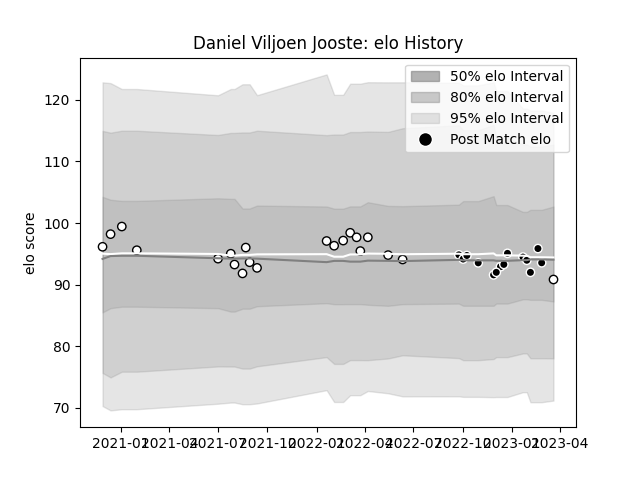 Daniel Viljoen Jooste: elo History
50% elo Interval
80% elo Interval
95% elo Interval
Post Match elo
elo score
120
110
100
90
80
70
2021-01 2021-04 2021-07 2021-10 2022-01 2022-04 2022-07 2022-10 2023-01 2023-04